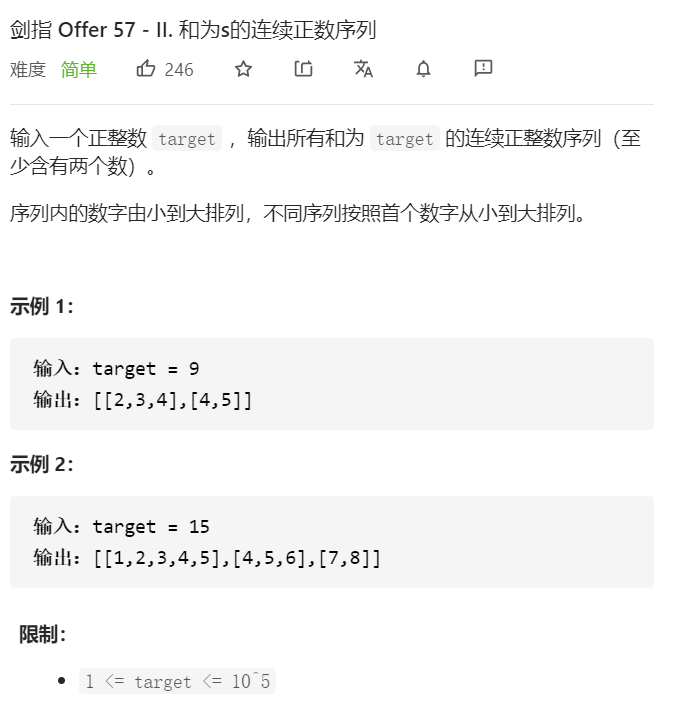 剑指 Offer 57 - II. 和为s的连续正数序列
难度 简单 246
输入一个正整数 target ，输出所有和为 target 的连续正整数序列（至
少含有两个数）。
序列内的数字由小到大排列，不同序列按照首个数字从小到大排列。
示例 1：
输入：target = 9
输出：[[2,3,4],[4,5]]
示例 2：
输入：target = 15
输出：[[1,2,3,4,5],[4,5,6],[7,8]]
限制：
• 1 <= target <= 10^5